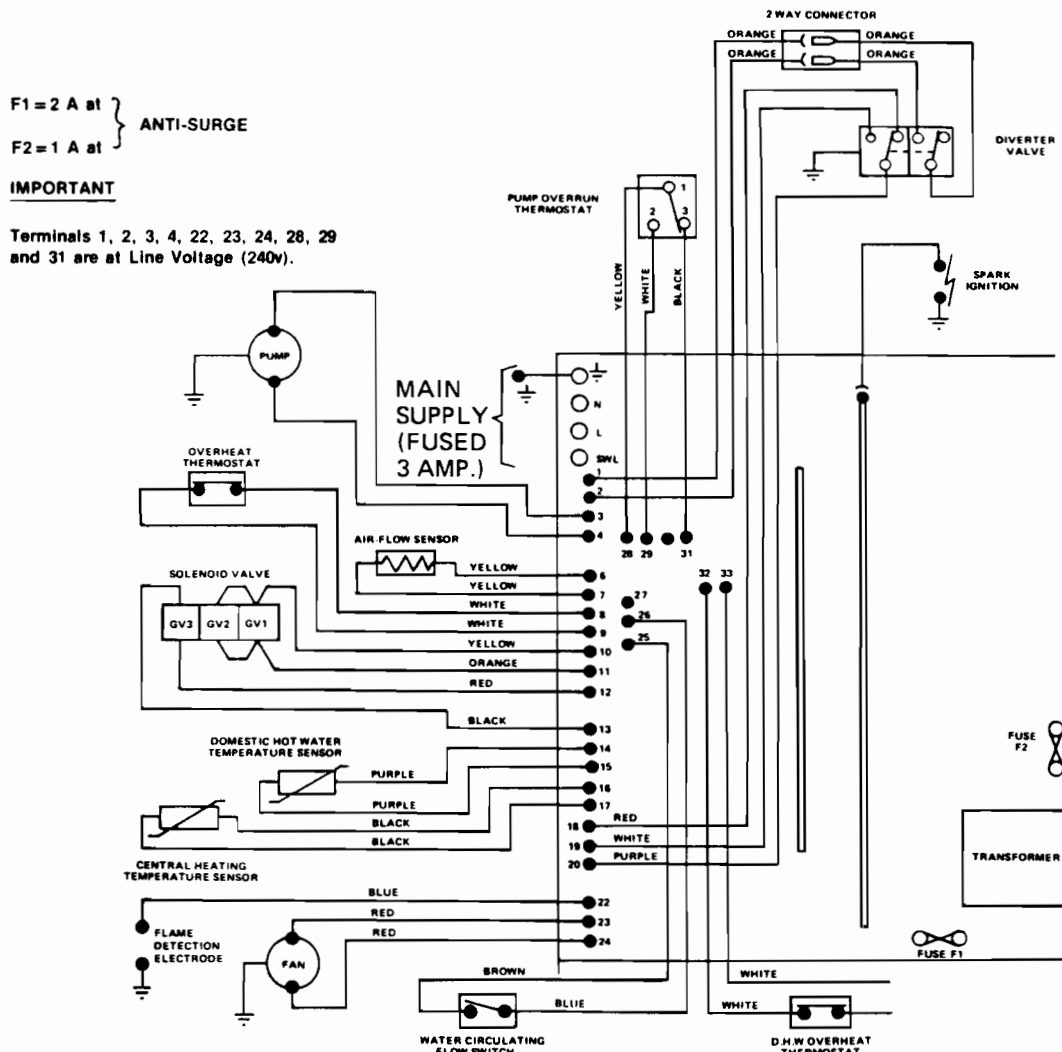 2 WAY CONNECTOR
ORANGE
ORANGE
ORANGE
ORANGE
F1 = 2 A at
F2 = 1 A at
ANTI-SURGE
IMPORTANT
Terminals 1, 2, 3, 4, 22, 23, 24, 28, 29
and 31 are at Line Voltage (240v).
DIVERTER
VALVE
PUMP OVERRUN
THERMOSTAT
1
2
3
YELLOW
WHITE
BLACK
SPARK
IGNITION
PUMP
MAIN
SUPPLY
(FUSED
3 AMP.)
N
L
SWL
1
2
3
4
28
29
31
OVERHEAT
THERMOSTAT
AIR-FLOW SENSOR
YELLOW
6
YELLOW
7
WHITE
8
WHITE
9
YELLOW
10
ORANGE
11
RED
12
BLACK
13
14
15
16
17
32
33
27
26
25
SOLENOID VALVE
GV3
GV2
GV1
DOMESTIC HOT WATER
TEMPERATURE SENSOR
PURPLE
PURPLE
BLACK
BLACK
CENTRAL HEATING
TEMPERATURE SENSOR
18
RED
19
WHITE
20
PURPLE
FUSE
F2
TRANSFORMER
FUSE F1
BLUE
22
RED
23
RED
24
FLAME
DETECTION
ELECTRODE
FAN
BROWN
BLUE
WATER CIRCULATING
FLOW SWITCH
WHITE
WHITE
D.H.W OVERHEAT
THERMOSTAT